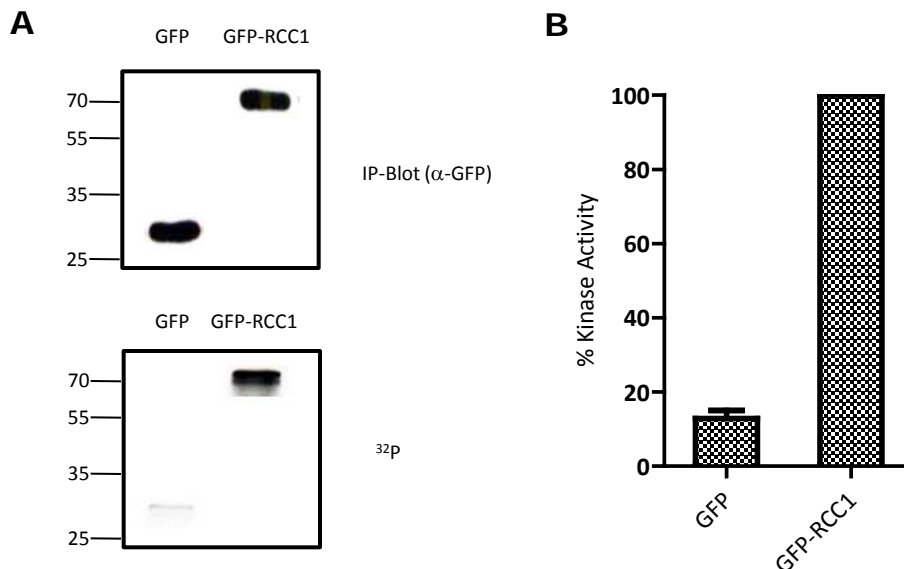 A
GFP GFP-RCC1
70
55
35
25
IP-Blot (α-GFP)
GFP GFP-RCC1
70
55
35
25
³²P
B
% Kinase Activity
100
80
60
40
20
0
GFP
GFP-RCC1